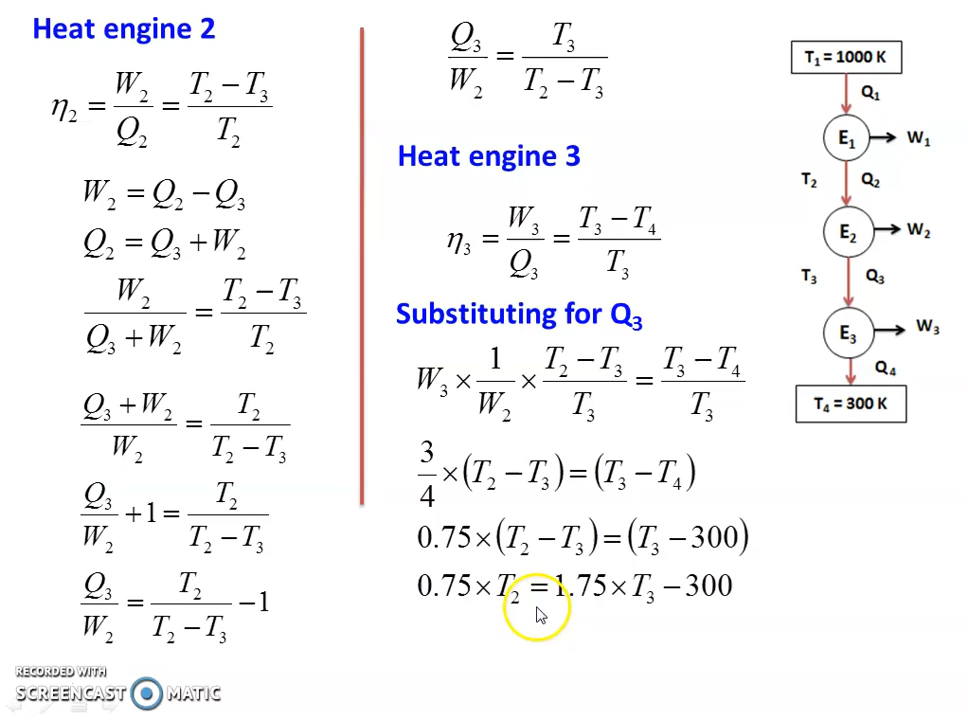 Heat engine 2
η₂ = W₂/Q₂ = (T₂ − T₃)/T₂
W₂ = Q₂ − Q₃
Q₂ = Q₃ + W₂
W₂/(Q₃ + W₂) = (T₂ − T₃)/T₂
(Q₃ + W₂)/W₂ = T₂/(T₂ − T₃)
Q₃/W₂ + 1 = T₂/(T₂ − T₃)
Q₃/W₂ = T₂/(T₂ − T₃) − 1
Q₃/W₂ = T₃/(T₂ − T₃)
Heat engine 3
η₃ = W₃/Q₃ = (T₃ − T₄)/T₃
Substituting for Q₃
W₃ × 1/W₂ × (T₂ − T₃)/T₃ = (T₃ − T₄)/T₃
3/4 × (T₂ − T₃) = (T₃ − T₄)
0.75 × (T₂ − T₃) = (T₃ − 300)
0.75 × T₂ = 1.75 × T₃ − 300
T₁ = 1000 K
Q₁
E₁ W₁
T₂ Q₂
E₂ W₂
T₃ Q₃
E₃ W₃
Q₄
T₄ = 300 K
RECORDED WITH
SCREENCAST MATIC